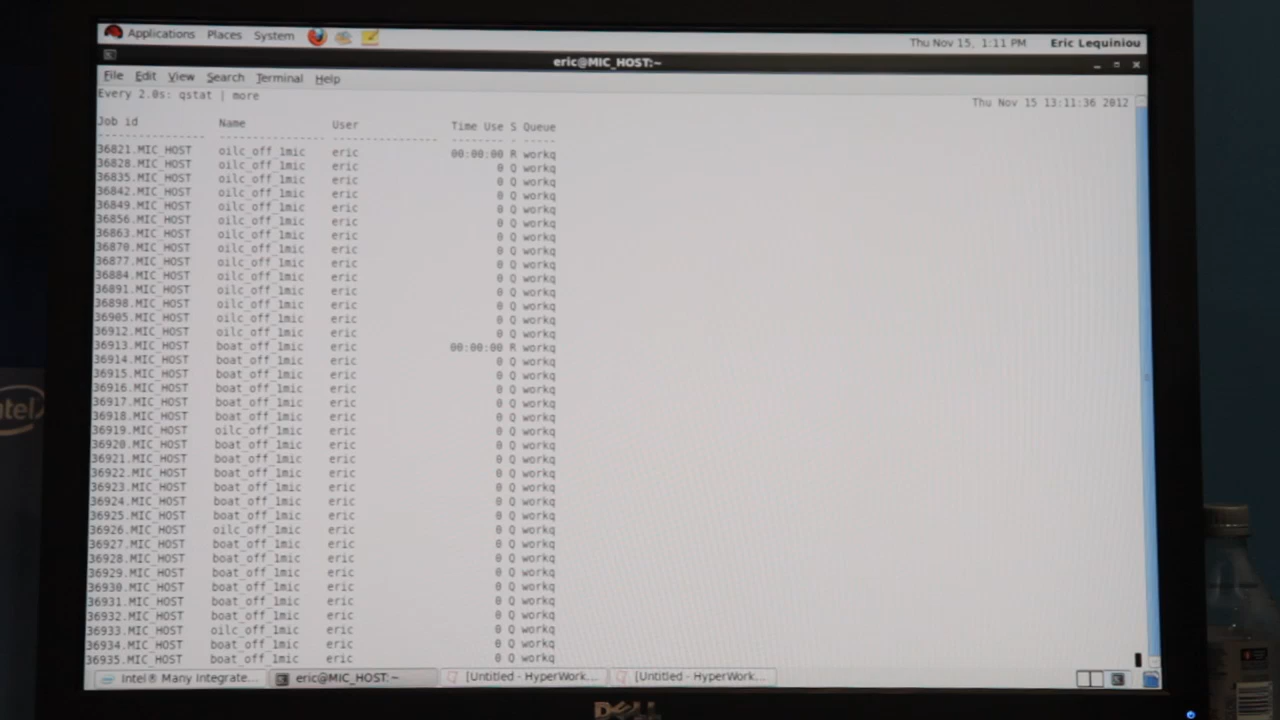 Applications Places System Thu Nov 15, 1:11 PM Eric Lequiniou
eric@MIC_HOST:~
File Edit View Search Terminal Help
Every 2.0s: qstat | more Thu Nov 15 13:11:36 2012
Job id Name User Time Use S Queue
---------------- ---------------- ---------------- -------- - -----
36821.MIC_HOST oilc_off_1mic eric 00:00:00 R workq
36828.MIC_HOST oilc_off_1mic eric 0 Q workq
36835.MIC_HOST oilc_off_1mic eric 0 Q workq
36842.MIC_HOST oilc_off_1mic eric 0 Q workq
36849.MIC_HOST oilc_off_1mic eric 0 Q workq
36856.MIC_HOST oilc_off_1mic eric 0 Q workq
36863.MIC_HOST oilc_off_1mic eric 0 Q workq
36870.MIC_HOST oilc_off_1mic eric 0 Q workq
36877.MIC_HOST oilc_off_1mic eric 0 Q workq
36884.MIC_HOST oilc_off_1mic eric 0 Q workq
36891.MIC_HOST oilc_off_1mic eric 0 Q workq
36898.MIC_HOST oilc_off_1mic eric 0 Q workq
36905.MIC_HOST oilc_off_1mic eric 0 Q workq
36912.MIC_HOST oilc_off_1mic eric 0 Q workq
36913.MIC_HOST boat_off_1mic eric 00:00:00 R workq
36914.MIC_HOST boat_off_1mic eric 0 Q workq
36915.MIC_HOST boat_off_1mic eric 0 Q workq
36916.MIC_HOST boat_off_1mic eric 0 Q workq
36917.MIC_HOST boat_off_1mic eric 0 Q workq
36918.MIC_HOST boat_off_1mic eric 0 Q workq
36919.MIC_HOST oilc_off_1mic eric 0 Q workq
36920.MIC_HOST boat_off_1mic eric 0 Q workq
36921.MIC_HOST boat_off_1mic eric 0 Q workq
36922.MIC_HOST boat_off_1mic eric 0 Q workq
36923.MIC_HOST boat_off_1mic eric 0 Q workq
36924.MIC_HOST boat_off_1mic eric 0 Q workq
36925.MIC_HOST boat_off_1mic eric 0 Q workq
36926.MIC_HOST oilc_off_1mic eric 0 Q workq
36927.MIC_HOST boat_off_1mic eric 0 Q workq
36928.MIC_HOST boat_off_1mic eric 0 Q workq
36929.MIC_HOST boat_off_1mic eric 0 Q workq
36930.MIC_HOST boat_off_1mic eric 0 Q workq
36931.MIC_HOST boat_off_1mic eric 0 Q workq
36932.MIC_HOST boat_off_1mic eric 0 Q workq
36933.MIC_HOST oilc_off_1mic eric 0 Q workq
36934.MIC_HOST boat_off_1mic eric 0 Q workq
36935.MIC_HOST boat_off_1mic eric 0 Q workq
Intel® Many Integrate... eric@MIC_HOST:~ [Untitled - HyperWork... [Untitled - HyperWork...
DELL
ntel